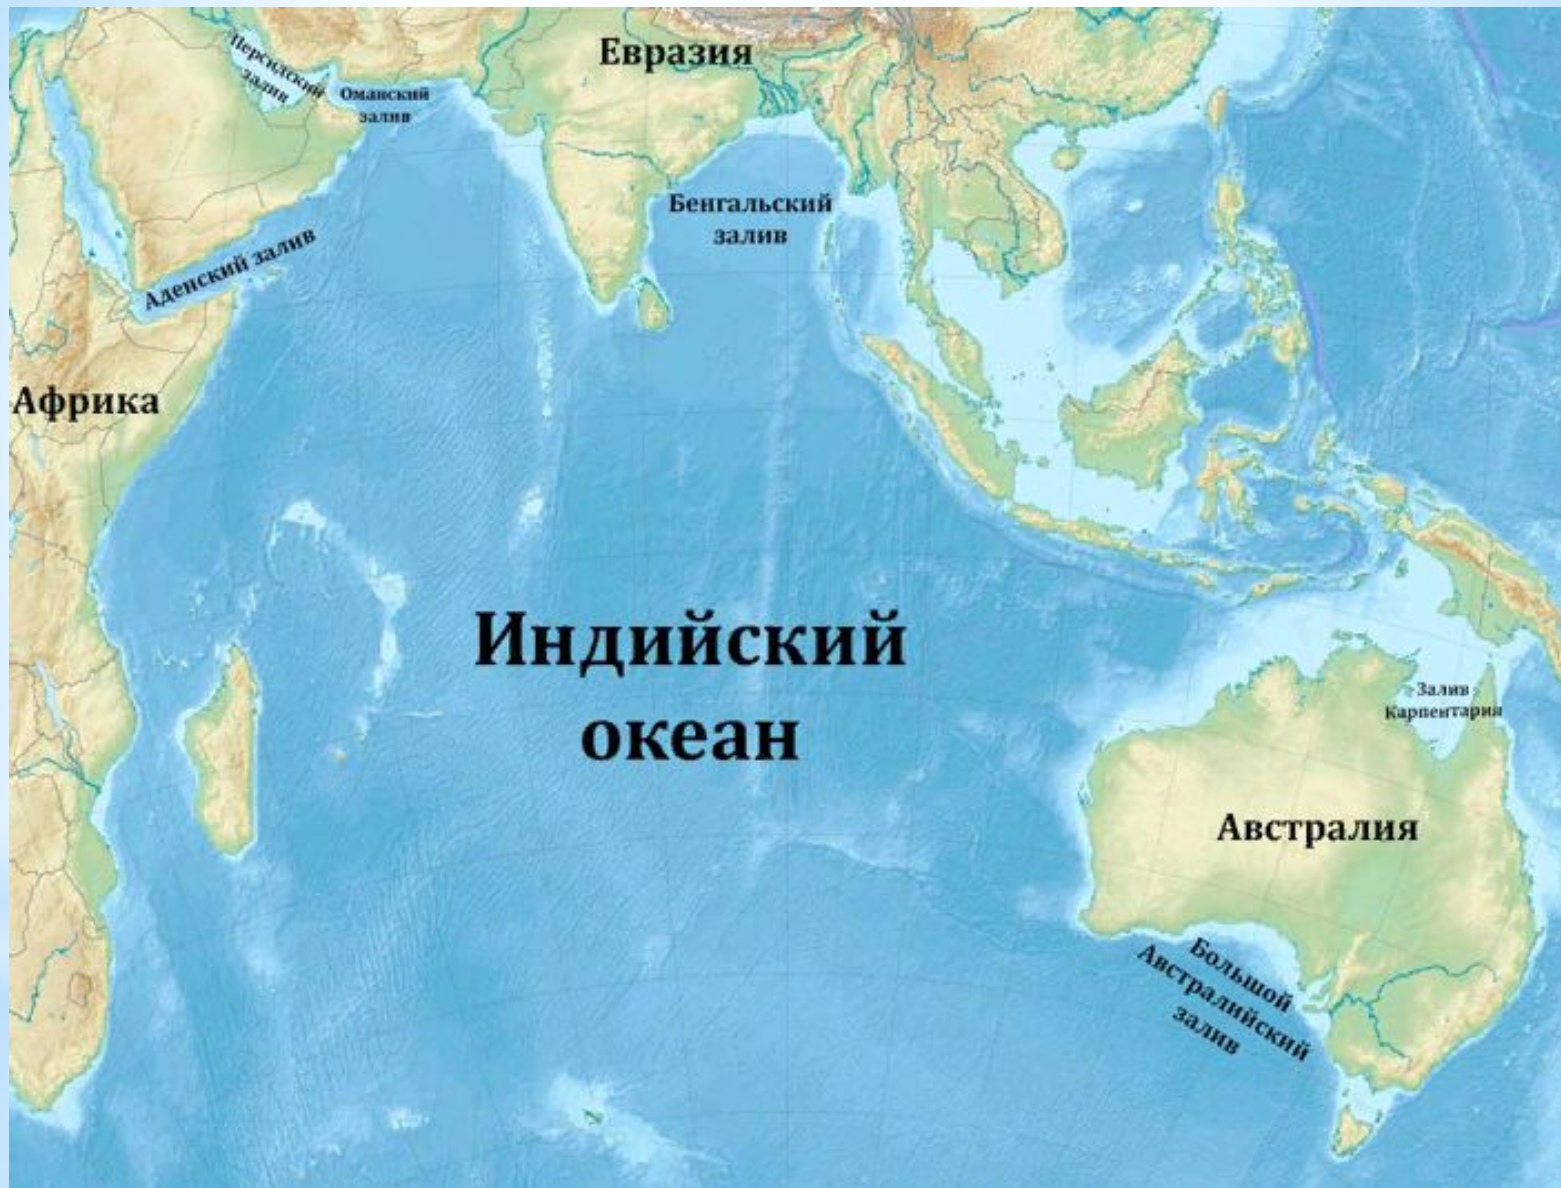 Евразия
Персидский
залив
Оманский
залив
Бенгальский
залив
Аденский залив
Африка
Индийский
океан
Залив
Карпентария
Австралия
Большой
Австралийский
залив